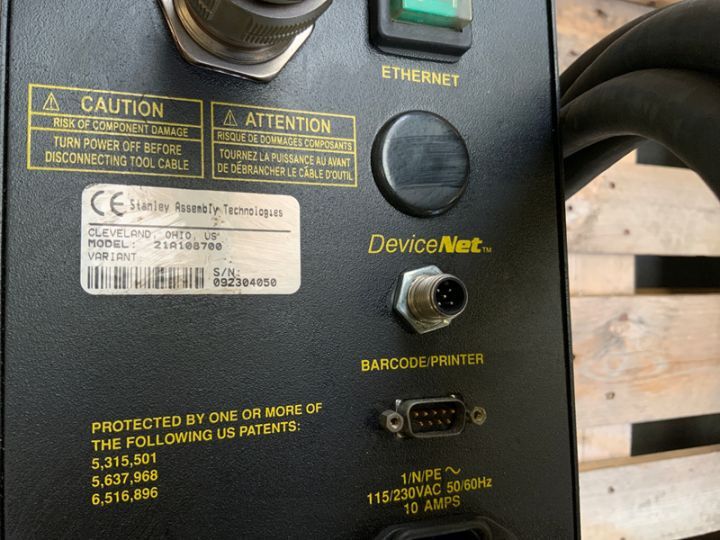 ETHERNET
⚠ CAUTION
RISK OF COMPONENT DAMAGE
TURN POWER OFF BEFORE
DISCONNECTING TOOL CABLE
⚠ ATTENTION
RISQUE DE DOMMAGES COMPOSANTS
TOURNEZ LA PUISSANCE AU AVANT
DE DÉBRANCHER LE CÂBLE D'OUTIL
CE Stanley Assembly Technologies
CLEVELAND, OHIO, US
MODEL: 21A108700
VARIANT
S/N:
092304050
DeviceNet™
BARCODE/PRINTER
PROTECTED BY ONE OR MORE OF
THE FOLLOWING US PATENTS:
5,315,501
5,637,968
6,516,896
1/N/PE ~
115/230VAC 50/60Hz
10 AMPS